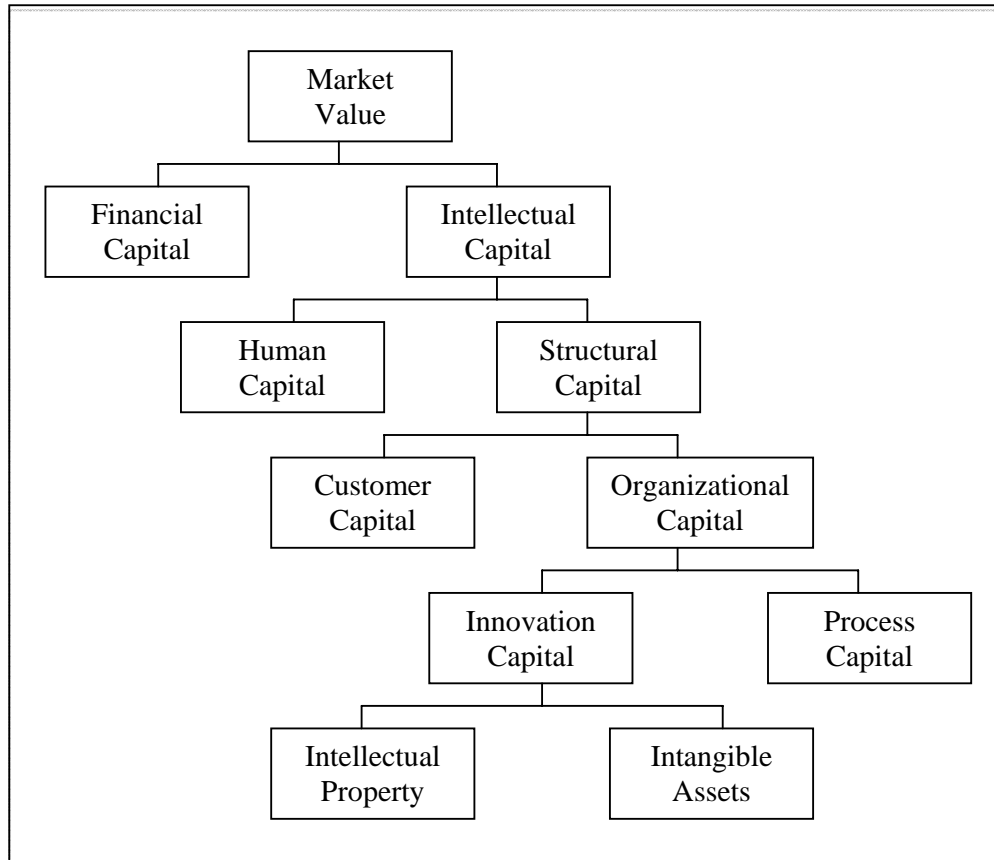 Market
Value
Financial
Capital
Intellectual
Capital
Human
Capital
Structural
Capital
Customer
Capital
Organizational
Capital
Innovation
Capital
Process
Capital
Intellectual
Property
Intangible
Assets